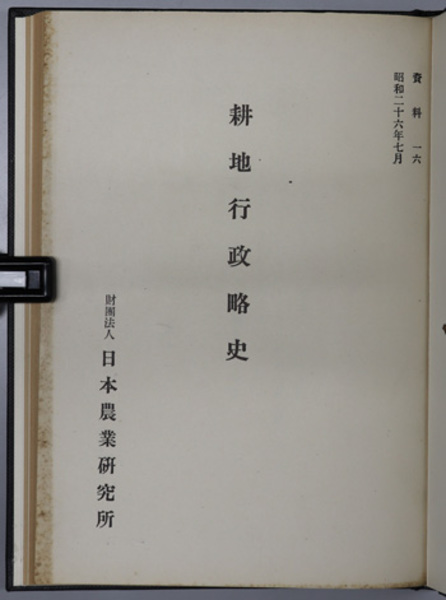 資料 一六
昭和二十六年七月
耕地行政略史
財團法人 日本農業研究所